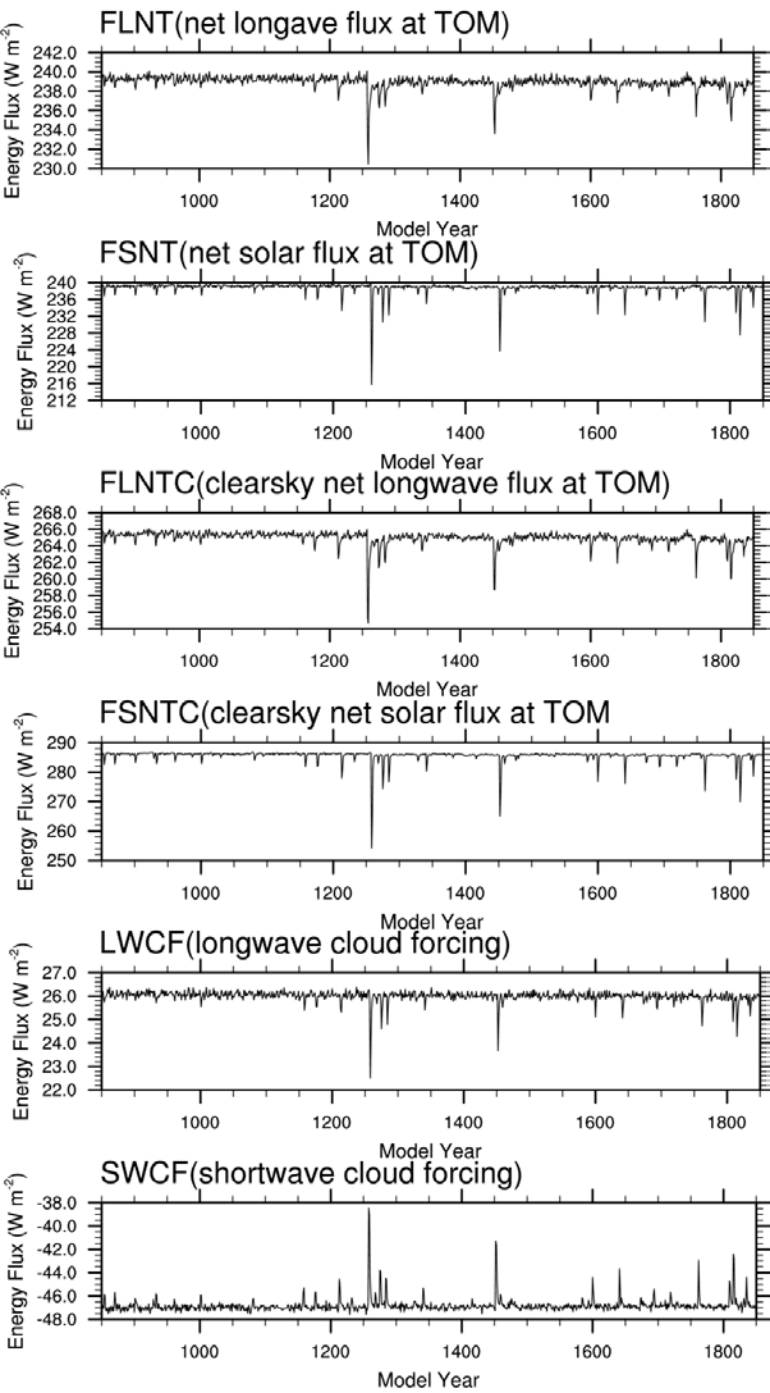 FLNT(net longave flux at TOM)
Energy Flux (W m-2)
242.0
240.0
238.0
236.0
234.0
232.0
230.0
1000 1200 1400 1600 1800
Model Year
FSNT(net solar flux at TOM)
Energy Flux (W m-2)
240
236
232
228
224
220
216
212
1000 1200 1400 1600 1800
Model Year
FLNTC(clearsky net longwave flux at TOM)
Energy Flux (W m-2)
268.0
266.0
264.0
262.0
260.0
258.0
256.0
254.0
1000 1200 1400 1600 1800
Model Year
FSNTC(clearsky net solar flux at TOM
Energy Flux (W m-2)
290
280
270
260
250
1000 1200 1400 1600 1800
Model Year
LWCF(longwave cloud forcing)
Energy Flux (W m-2)
27.0
26.0
25.0
24.0
23.0
22.0
1000 1200 1400 1600 1800
Model Year
SWCF(shortwave cloud forcing)
Energy Flux (W m-2)
-38.0
-40.0
-42.0
-44.0
-46.0
-48.0
1000 1200 1400 1600 1800
Model Year